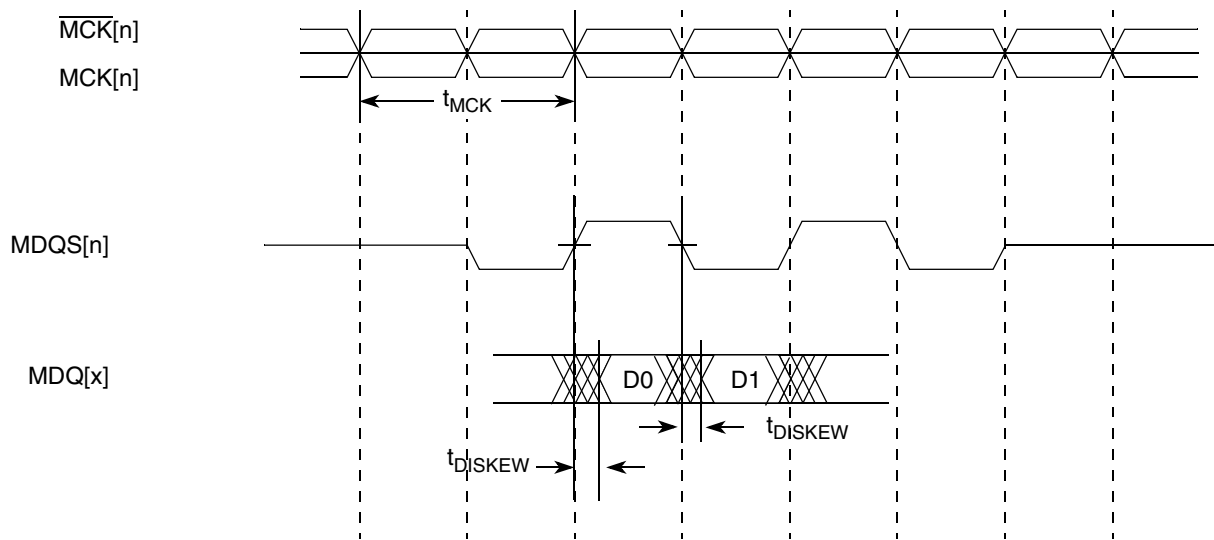 MCK[n]
MCK[n]
tMCK
MDQS[n]
MDQ[x]
D0
D1
tDISKEW
tDISKEW